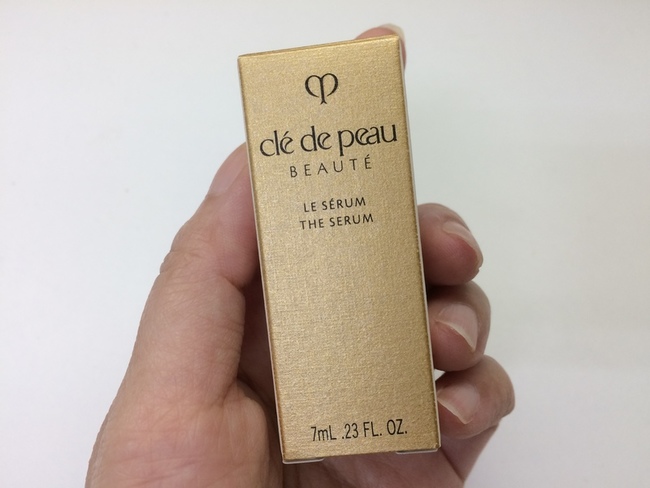 clé de peau
BEAUTÉ
LE SÉRUM
THE SERUM
7mL .23 FL. OZ.